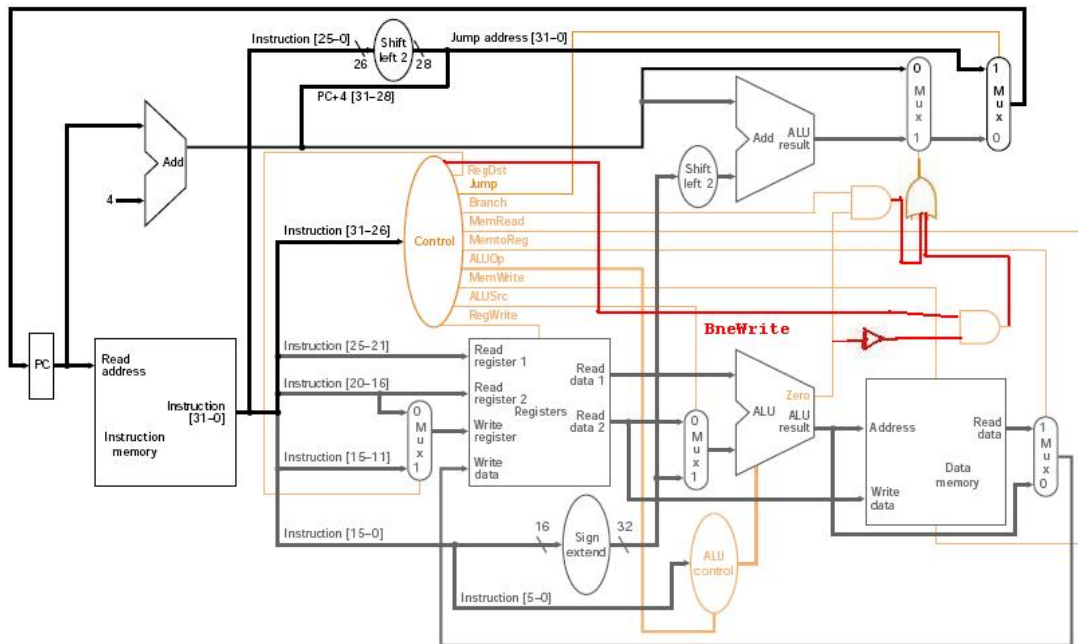 Instruction [25–0]
Shift
left 2
26
28
Jump address [31–0]
PC+4 [31–28]
0
M
u
x
1
1
M
u
x
0
Add
4
Add
ALU
result
Shift
left 2
RegDst
Jump
Branch
MemRead
MemtoReg
ALUOp
MemWrite
ALUSrc
RegWrite
Instruction [31–26]
Control
BneWrite
PC
Read
address
Instruction
[31–0]
Instruction
memory
Instruction [25–21]
Instruction [20–16]
Instruction [15–11]
0
M
u
x
1
Read
register 1
Read
register 2
Write
register
Write
data
Registers
Read
data 1
Read
data 2
0
M
u
x
1
Zero
ALU
ALU
result
Address
Write
data
Read
data
Data
memory
1
M
u
x
0
Instruction [15–0]
16
Sign
extend
32
Instruction [5–0]
ALU
control